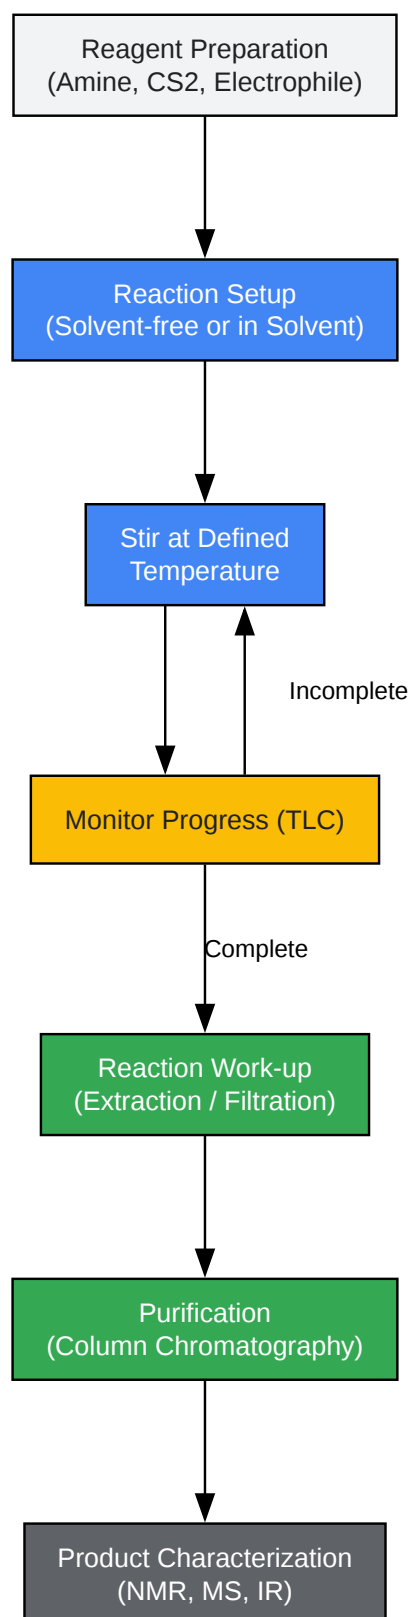 Reagent Preparation
(Amine, CS2, Electrophile)
Reaction Setup
(Solvent-free or in Solvent)
Stir at Defined
Temperature
Incomplete
Monitor Progress (TLC)
Complete
Reaction Work-up
(Extraction / Filtration)
Purification
(Column Chromatography)
Product Characterization
(NMR, MS, IR)